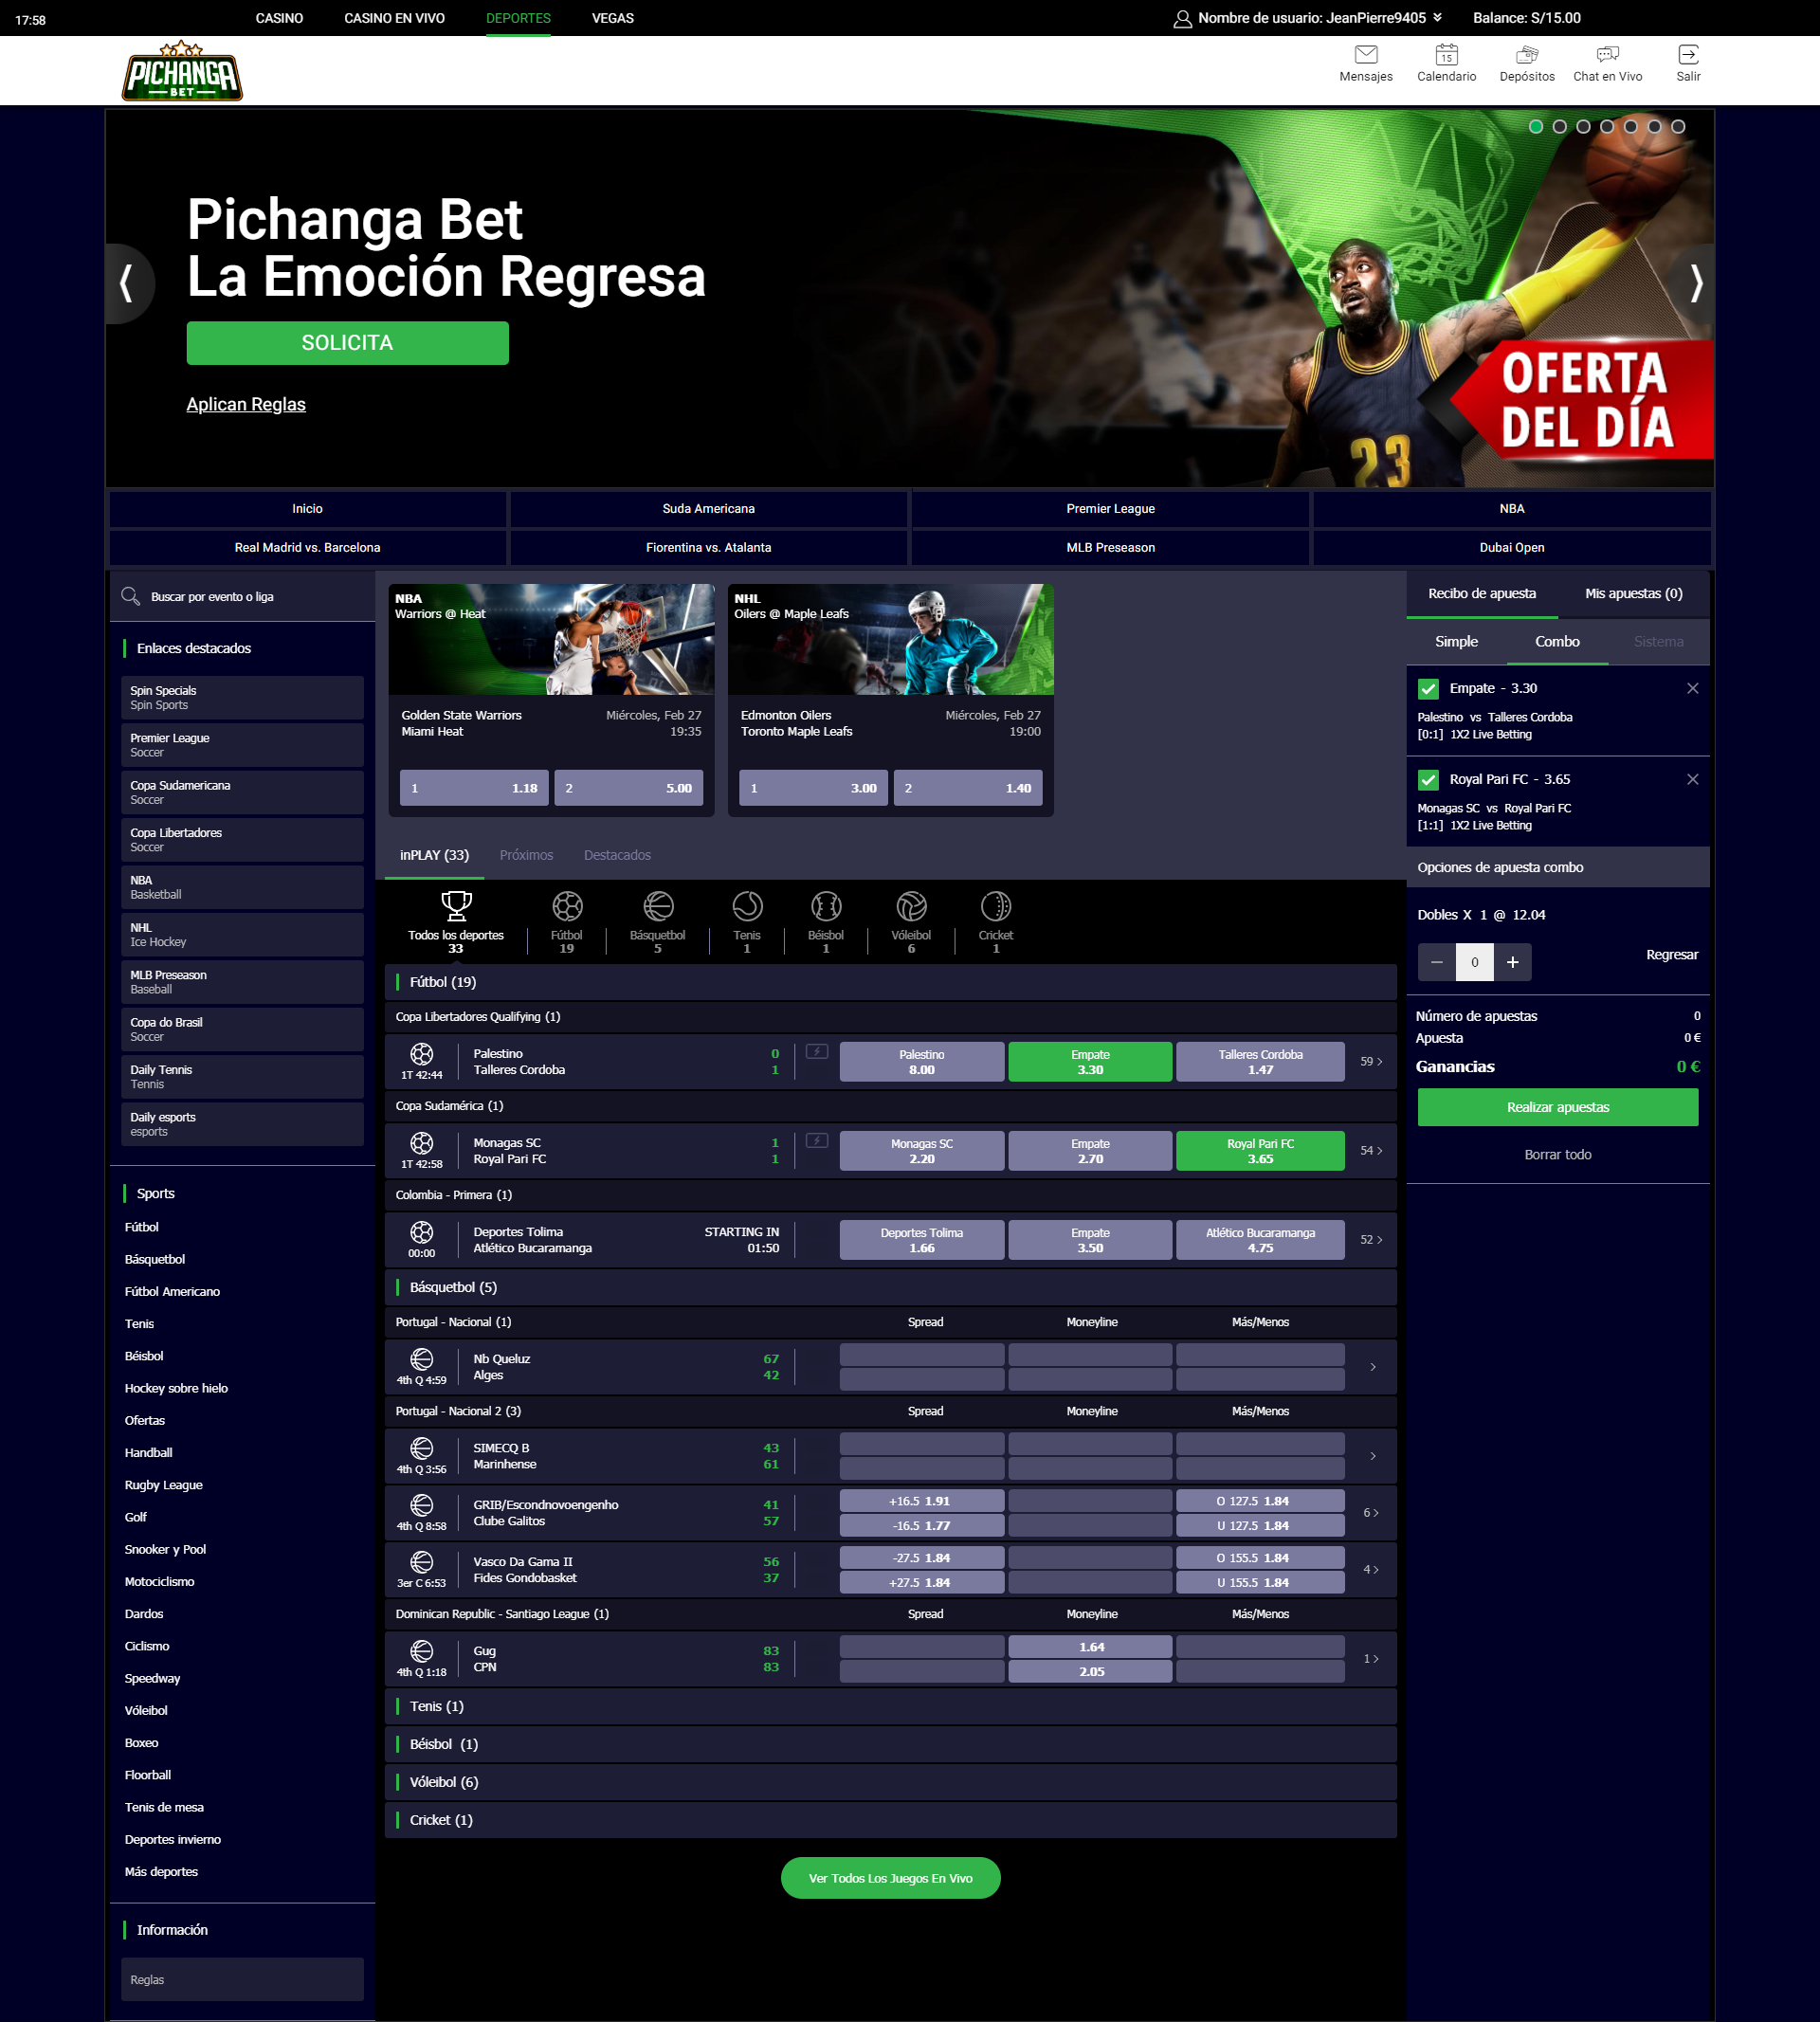 17:58
CASINO
CASINO EN VIVO
DEPORTES
VEGAS
Nombre de usuario: JeanPierre9405
Balance: S/15.00
PICHANGA
BET
Mensajes
15
Calendario
Depósitos
Chat en Vivo
Salir
Pichanga Bet
La Emoción Regresa
SOLICITA
Aplican Reglas
23
OFERTA
DEL DÍA
Inicio
Suda Americana
Premier League
NBA
Real Madrid vs. Barcelona
Fiorentina vs. Atalanta
MLB Preseason
Dubai Open
Buscar por evento o liga
Enlaces destacados
Spin Specials
Spin Sports
Premier League
Soccer
Copa Sudamericana
Soccer
Copa Libertadores
Soccer
NBA
Basketball
NHL
Ice Hockey
MLB Preseason
Baseball
Copa do Brasil
Soccer
Daily Tennis
Tennis
Daily esports
esports
Sports
Fútbol
Básquetbol
Fútbol Americano
Tenis
Béisbol
Hockey sobre hielo
Ofertas
Handball
Rugby League
Golf
Snooker y Pool
Motociclismo
Dardos
Ciclismo
Speedway
Vóleibol
Boxeo
Floorball
Tenis de mesa
Deportes invierno
Más deportes
Información
Reglas
NBA
Warriors @ Heat
Golden State Warriors Miércoles, Feb 27
Miami Heat 19:35
1 1.18 2 5.00
NHL
Oilers @ Maple Leafs
Edmonton Oilers Miércoles, Feb 27
Toronto Maple Leafs 19:00
1 3.00 2 1.40
inPLAY (33) Próximos Destacados
Todos los deportes
33
Fútbol
19
Básquetbol
5
Tenis
1
Béisbol
1
Vóleibol
6
Cricket
1
Fútbol (19)
Copa Libertadores Qualifying (1)
1T 42:44
Palestino 0
Talleres Cordoba 1
Palestino
8.00
Empate
3.30
Talleres Cordoba
1.47
59
Copa Sudamérica (1)
1T 42:58
Monagas SC 1
Royal Pari FC 1
Monagas SC
2.20
Empate
2.70
Royal Pari FC
3.65
54
Colombia - Primera (1)
00:00
Deportes Tolima STARTING IN
Atlético Bucaramanga 01:50
Deportes Tolima
1.66
Empate
3.50
Atlético Bucaramanga
4.75
52
Básquetbol (5)
Portugal - Nacional (1) Spread Moneyline Más/Menos
4th Q 4:59
Nb Queluz 67
Alges 42
Portugal - Nacional 2 (3) Spread Moneyline Más/Menos
4th Q 3:56
SIMECQ B 43
Marinhense 61
4th Q 8:58
GRIB/Escondnovoengenho 41
Clube Galitos 57
+16.5 1.91 O 127.5 1.84
-16.5 1.77 U 127.5 1.84
6
3er C 6:53
Vasco Da Gama II 56
Fides Gondobasket 37
-27.5 1.84 O 155.5 1.84
+27.5 1.84 U 155.5 1.84
4
Dominican Republic - Santiago League (1) Spread Moneyline Más/Menos
4th Q 1:18
Gug 83
CPN 83
1.64
2.05
1
Tenis (1)
Béisbol (1)
Vóleibol (6)
Cricket (1)
Ver Todos Los Juegos En Vivo
Recibo de apuesta Mis apuestas (0)
Simple Combo Sistema
Empate - 3.30
Palestino vs Talleres Cordoba
[0:1] 1X2 Live Betting
Royal Pari FC - 3.65
Monagas SC vs Royal Pari FC
[1:1] 1X2 Live Betting
Opciones de apuesta combo
Dobles X 1 @ 12.04
− 0 + Regresar
Número de apuestas 0
Apuesta 0 €
Ganancias 0 €
Realizar apuestas
Borrar todo